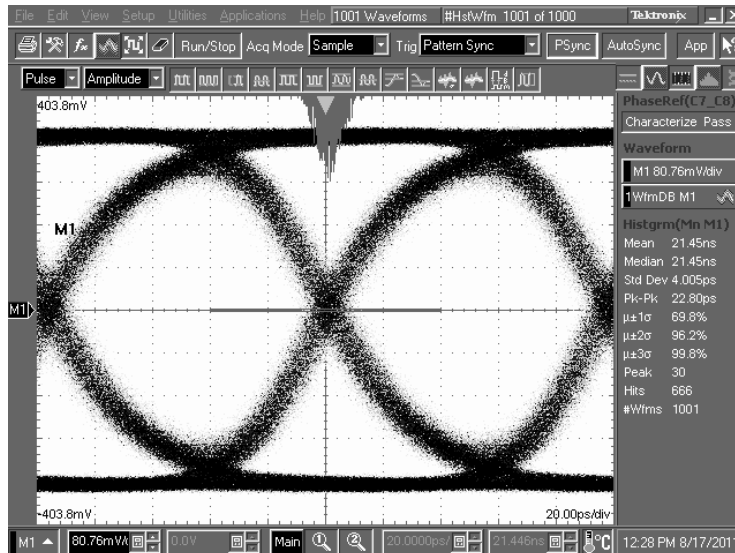 File Edit View Setup Utilities Applications Help 1001 Waveforms #HstWfm 1001 of 1000 Tektronix
Run/Stop Acq Mode Sample Trig Pattern Sync PSync AutoSync App
Pulse Amplitude
403.8mV
M1
M1
-403.8mV
20.00ps/div
PhaseRef(C7_C8)
Characterize Pass
Waveform
M1 80.76mV/div
1WfmDB M1
Histgrm(Mn M1)
Mean 21.45ns
Median 21.45ns
Std Dev 4.005ps
Pk-Pk 22.80ps
µ±1σ 69.8%
µ±2σ 96.2%
µ±3σ 99.8%
Peak 30
Hits 666
#Wfms 1001
M1 80.76mV/ 0.0V Main 1 2 20.0000ps/ 21.446ns °C 12:28 PM 8/17/2011